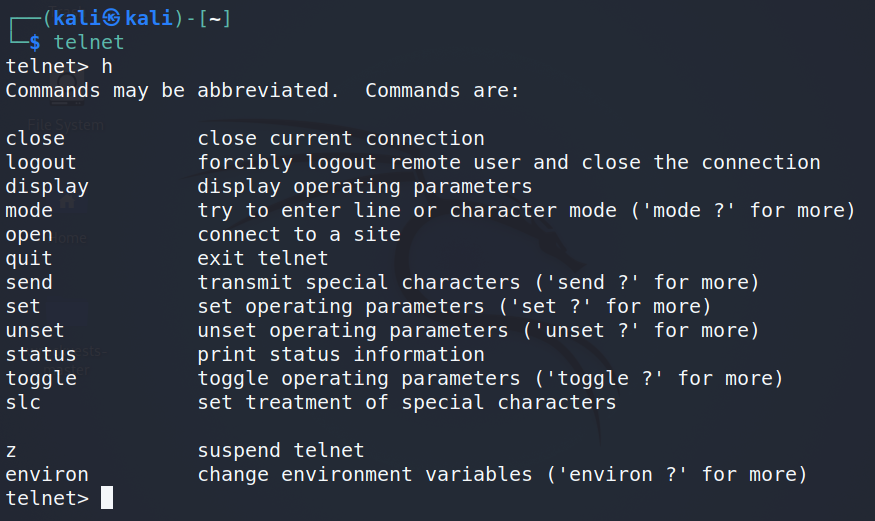 ┌──(kali㉿kali)-[~]
└─$ telnet
telnet> h
Commands may be abbreviated.  Commands are:

close           close current connection
logout          forcibly logout remote user and close the connection
display         display operating parameters
mode            try to enter line or character mode ('mode ?' for more)
open            connect to a site
quit            exit telnet
send            transmit special characters ('send ?' for more)
set             set operating parameters ('set ?' for more)
unset           unset operating parameters ('unset ?' for more)
status          print status information
toggle          toggle operating parameters ('toggle ?' for more)
slc             set treatment of special characters

z               suspend telnet
environ         change environment variables ('environ ?' for more)
telnet>
File System